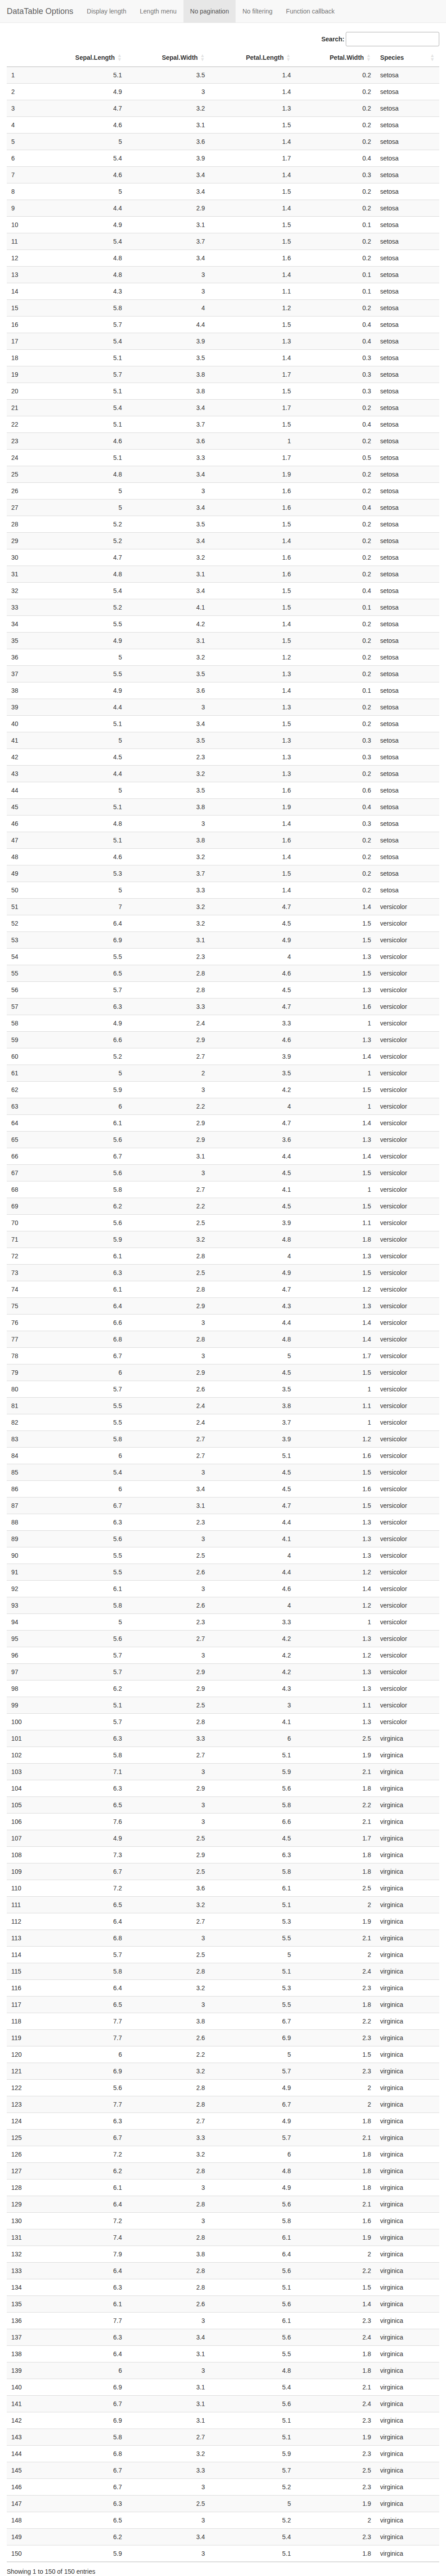 DataTable Options Display length Length menu No pagination No filtering Function callback
Search:
Sepal.Length Sepal.Width Petal.Length Petal.Width Species
1 5.1 3.5 1.4 0.2 setosa
2 4.9 3 1.4 0.2 setosa
3 4.7 3.2 1.3 0.2 setosa
4 4.6 3.1 1.5 0.2 setosa
5 5 3.6 1.4 0.2 setosa
6 5.4 3.9 1.7 0.4 setosa
7 4.6 3.4 1.4 0.3 setosa
8 5 3.4 1.5 0.2 setosa
9 4.4 2.9 1.4 0.2 setosa
10 4.9 3.1 1.5 0.1 setosa
11 5.4 3.7 1.5 0.2 setosa
12 4.8 3.4 1.6 0.2 setosa
13 4.8 3 1.4 0.1 setosa
14 4.3 3 1.1 0.1 setosa
15 5.8 4 1.2 0.2 setosa
16 5.7 4.4 1.5 0.4 setosa
17 5.4 3.9 1.3 0.4 setosa
18 5.1 3.5 1.4 0.3 setosa
19 5.7 3.8 1.7 0.3 setosa
20 5.1 3.8 1.5 0.3 setosa
21 5.4 3.4 1.7 0.2 setosa
22 5.1 3.7 1.5 0.4 setosa
23 4.6 3.6 1 0.2 setosa
24 5.1 3.3 1.7 0.5 setosa
25 4.8 3.4 1.9 0.2 setosa
26 5 3 1.6 0.2 setosa
27 5 3.4 1.6 0.4 setosa
28 5.2 3.5 1.5 0.2 setosa
29 5.2 3.4 1.4 0.2 setosa
30 4.7 3.2 1.6 0.2 setosa
31 4.8 3.1 1.6 0.2 setosa
32 5.4 3.4 1.5 0.4 setosa
33 5.2 4.1 1.5 0.1 setosa
34 5.5 4.2 1.4 0.2 setosa
35 4.9 3.1 1.5 0.2 setosa
36 5 3.2 1.2 0.2 setosa
37 5.5 3.5 1.3 0.2 setosa
38 4.9 3.6 1.4 0.1 setosa
39 4.4 3 1.3 0.2 setosa
40 5.1 3.4 1.5 0.2 setosa
41 5 3.5 1.3 0.3 setosa
42 4.5 2.3 1.3 0.3 setosa
43 4.4 3.2 1.3 0.2 setosa
44 5 3.5 1.6 0.6 setosa
45 5.1 3.8 1.9 0.4 setosa
46 4.8 3 1.4 0.3 setosa
47 5.1 3.8 1.6 0.2 setosa
48 4.6 3.2 1.4 0.2 setosa
49 5.3 3.7 1.5 0.2 setosa
50 5 3.3 1.4 0.2 setosa
51 7 3.2 4.7 1.4 versicolor
52 6.4 3.2 4.5 1.5 versicolor
53 6.9 3.1 4.9 1.5 versicolor
54 5.5 2.3 4 1.3 versicolor
55 6.5 2.8 4.6 1.5 versicolor
56 5.7 2.8 4.5 1.3 versicolor
57 6.3 3.3 4.7 1.6 versicolor
58 4.9 2.4 3.3 1 versicolor
59 6.6 2.9 4.6 1.3 versicolor
60 5.2 2.7 3.9 1.4 versicolor
61 5 2 3.5 1 versicolor
62 5.9 3 4.2 1.5 versicolor
63 6 2.2 4 1 versicolor
64 6.1 2.9 4.7 1.4 versicolor
65 5.6 2.9 3.6 1.3 versicolor
66 6.7 3.1 4.4 1.4 versicolor
67 5.6 3 4.5 1.5 versicolor
68 5.8 2.7 4.1 1 versicolor
69 6.2 2.2 4.5 1.5 versicolor
70 5.6 2.5 3.9 1.1 versicolor
71 5.9 3.2 4.8 1.8 versicolor
72 6.1 2.8 4 1.3 versicolor
73 6.3 2.5 4.9 1.5 versicolor
74 6.1 2.8 4.7 1.2 versicolor
75 6.4 2.9 4.3 1.3 versicolor
76 6.6 3 4.4 1.4 versicolor
77 6.8 2.8 4.8 1.4 versicolor
78 6.7 3 5 1.7 versicolor
79 6 2.9 4.5 1.5 versicolor
80 5.7 2.6 3.5 1 versicolor
81 5.5 2.4 3.8 1.1 versicolor
82 5.5 2.4 3.7 1 versicolor
83 5.8 2.7 3.9 1.2 versicolor
84 6 2.7 5.1 1.6 versicolor
85 5.4 3 4.5 1.5 versicolor
86 6 3.4 4.5 1.6 versicolor
87 6.7 3.1 4.7 1.5 versicolor
88 6.3 2.3 4.4 1.3 versicolor
89 5.6 3 4.1 1.3 versicolor
90 5.5 2.5 4 1.3 versicolor
91 5.5 2.6 4.4 1.2 versicolor
92 6.1 3 4.6 1.4 versicolor
93 5.8 2.6 4 1.2 versicolor
94 5 2.3 3.3 1 versicolor
95 5.6 2.7 4.2 1.3 versicolor
96 5.7 3 4.2 1.2 versicolor
97 5.7 2.9 4.2 1.3 versicolor
98 6.2 2.9 4.3 1.3 versicolor
99 5.1 2.5 3 1.1 versicolor
100 5.7 2.8 4.1 1.3 versicolor
101 6.3 3.3 6 2.5 virginica
102 5.8 2.7 5.1 1.9 virginica
103 7.1 3 5.9 2.1 virginica
104 6.3 2.9 5.6 1.8 virginica
105 6.5 3 5.8 2.2 virginica
106 7.6 3 6.6 2.1 virginica
107 4.9 2.5 4.5 1.7 virginica
108 7.3 2.9 6.3 1.8 virginica
109 6.7 2.5 5.8 1.8 virginica
110 7.2 3.6 6.1 2.5 virginica
111 6.5 3.2 5.1 2 virginica
112 6.4 2.7 5.3 1.9 virginica
113 6.8 3 5.5 2.1 virginica
114 5.7 2.5 5 2 virginica
115 5.8 2.8 5.1 2.4 virginica
116 6.4 3.2 5.3 2.3 virginica
117 6.5 3 5.5 1.8 virginica
118 7.7 3.8 6.7 2.2 virginica
119 7.7 2.6 6.9 2.3 virginica
120 6 2.2 5 1.5 virginica
121 6.9 3.2 5.7 2.3 virginica
122 5.6 2.8 4.9 2 virginica
123 7.7 2.8 6.7 2 virginica
124 6.3 2.7 4.9 1.8 virginica
125 6.7 3.3 5.7 2.1 virginica
126 7.2 3.2 6 1.8 virginica
127 6.2 2.8 4.8 1.8 virginica
128 6.1 3 4.9 1.8 virginica
129 6.4 2.8 5.6 2.1 virginica
130 7.2 3 5.8 1.6 virginica
131 7.4 2.8 6.1 1.9 virginica
132 7.9 3.8 6.4 2 virginica
133 6.4 2.8 5.6 2.2 virginica
134 6.3 2.8 5.1 1.5 virginica
135 6.1 2.6 5.6 1.4 virginica
136 7.7 3 6.1 2.3 virginica
137 6.3 3.4 5.6 2.4 virginica
138 6.4 3.1 5.5 1.8 virginica
139 6 3 4.8 1.8 virginica
140 6.9 3.1 5.4 2.1 virginica
141 6.7 3.1 5.6 2.4 virginica
142 6.9 3.1 5.1 2.3 virginica
143 5.8 2.7 5.1 1.9 virginica
144 6.8 3.2 5.9 2.3 virginica
145 6.7 3.3 5.7 2.5 virginica
146 6.7 3 5.2 2.3 virginica
147 6.3 2.5 5 1.9 virginica
148 6.5 3 5.2 2 virginica
149 6.2 3.4 5.4 2.3 virginica
150 5.9 3 5.1 1.8 virginica
Showing 1 to 150 of 150 entries